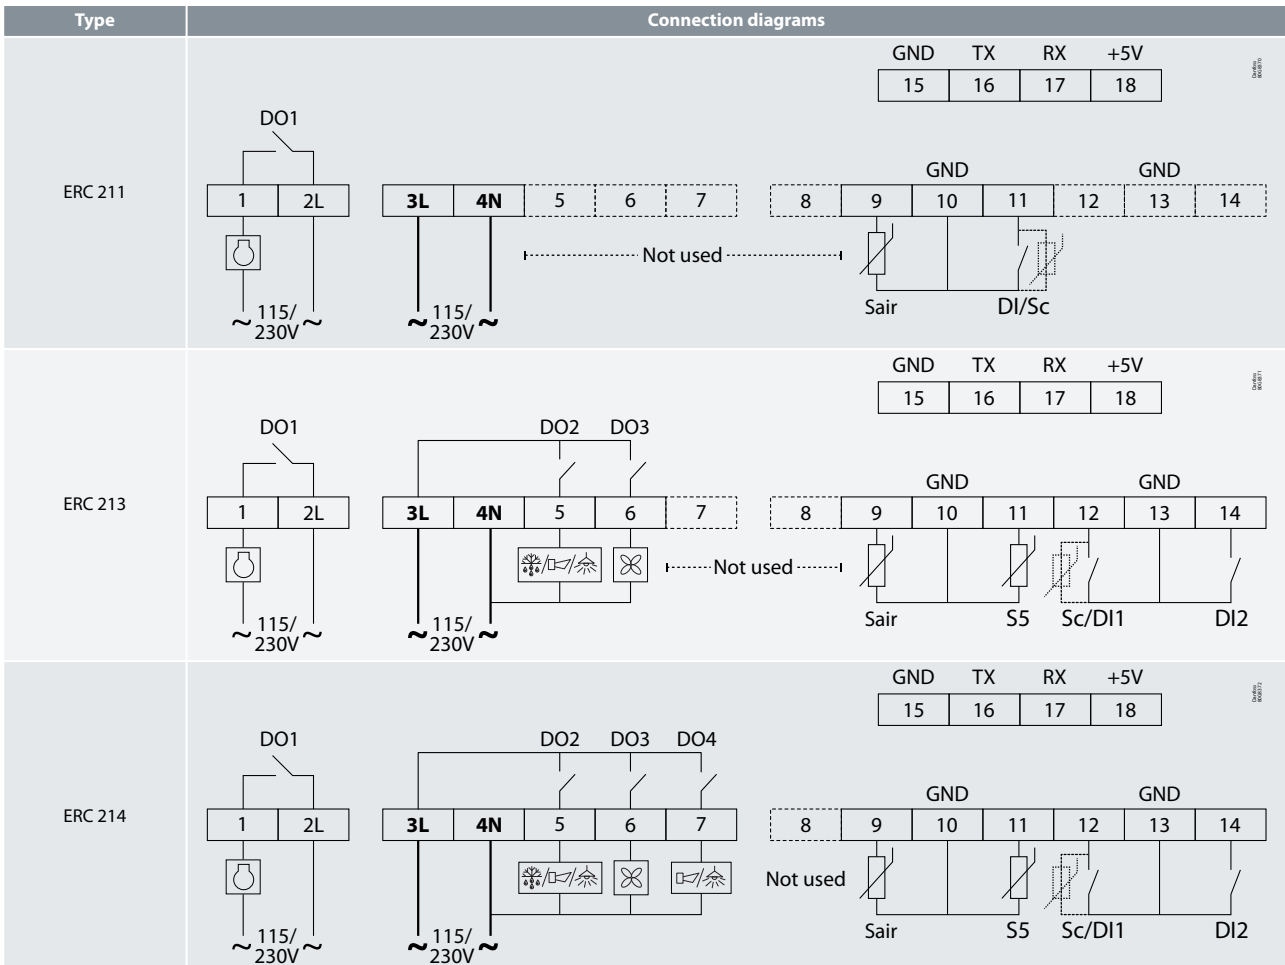 Type Connection diagrams
GND TX RX +5V
15 16 17 18
DO1
GND GND
ERC 211
1 2L 3L 4N 5 6 7 8 9 10 11 12 13 14
Not used
Sair DI/Sc
~ 115/ ~ ~ 115/ ~
230V 230V
GND TX RX +5V
15 16 17 18
DO1 DO2 DO3
GND GND
ERC 213
1 2L 3L 4N 5 6 7 8 9 10 11 12 13 14
Not used
Sair S5 Sc/DI1 DI2
~ 115/ ~ ~ 115/ ~
230V 230V
GND TX RX +5V
15 16 17 18
DO1 DO2 DO3 DO4
GND GND
ERC 214
1 2L 3L 4N 5 6 7 8 9 10 11 12 13 14
Not used
Sair S5 Sc/DI1 DI2
~ 115/ ~ ~ 115/ ~
230V 230V